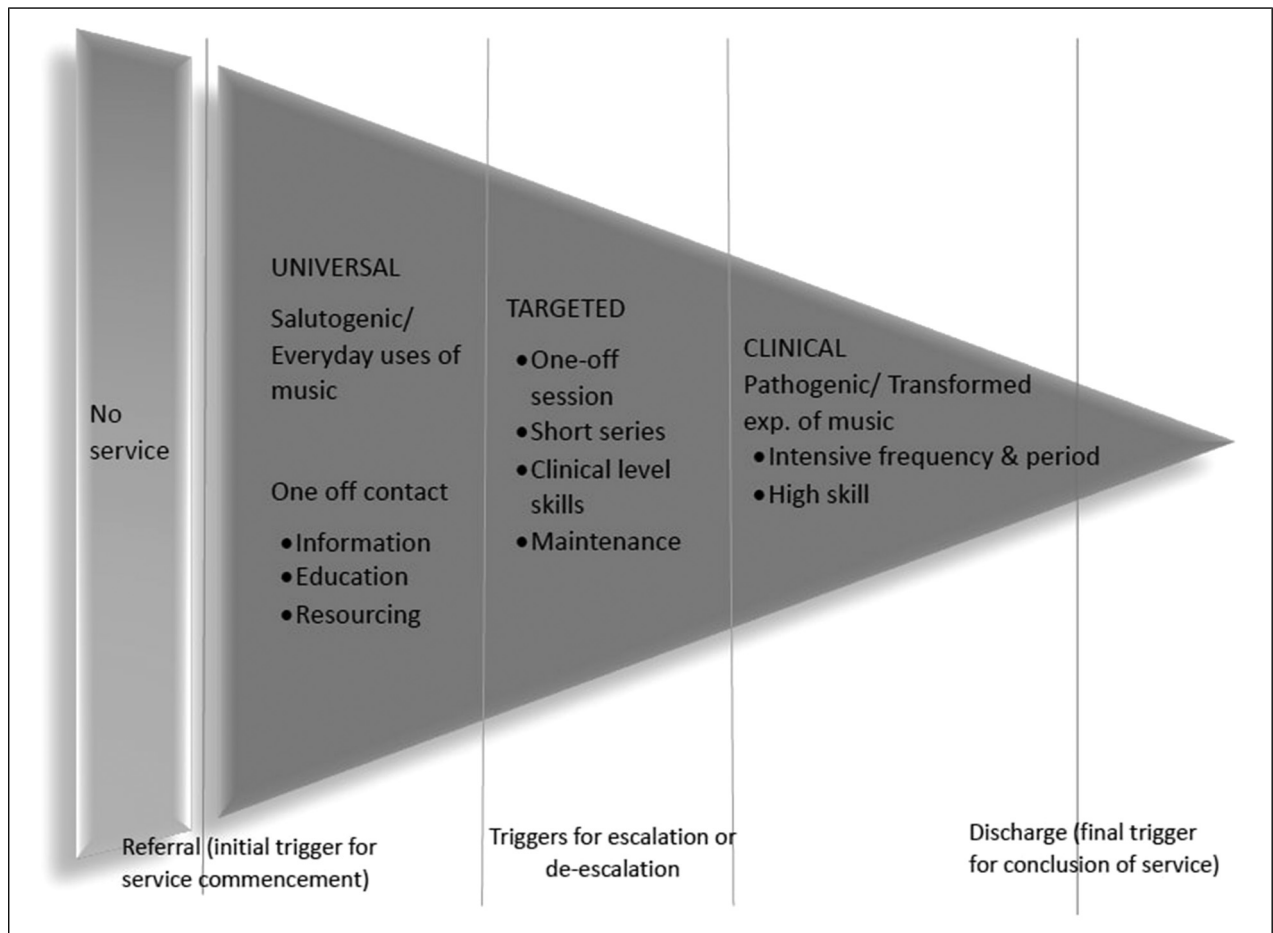 No
service
UNIVERSAL
Salutogenic/
Everyday uses of
music
One off contact
•Information
•Education
•Resourcing
TARGETED
•One-off
session
•Short series
•Clinical level
skills
•Maintenance
CLINICAL
Pathogenic/ Transformed
exp. of music
•Intensive frequency & period
•High skill
Referral (initial trigger for
service commencement)
Triggers for escalation or
de-escalation
Discharge (final trigger
for conclusion of service)